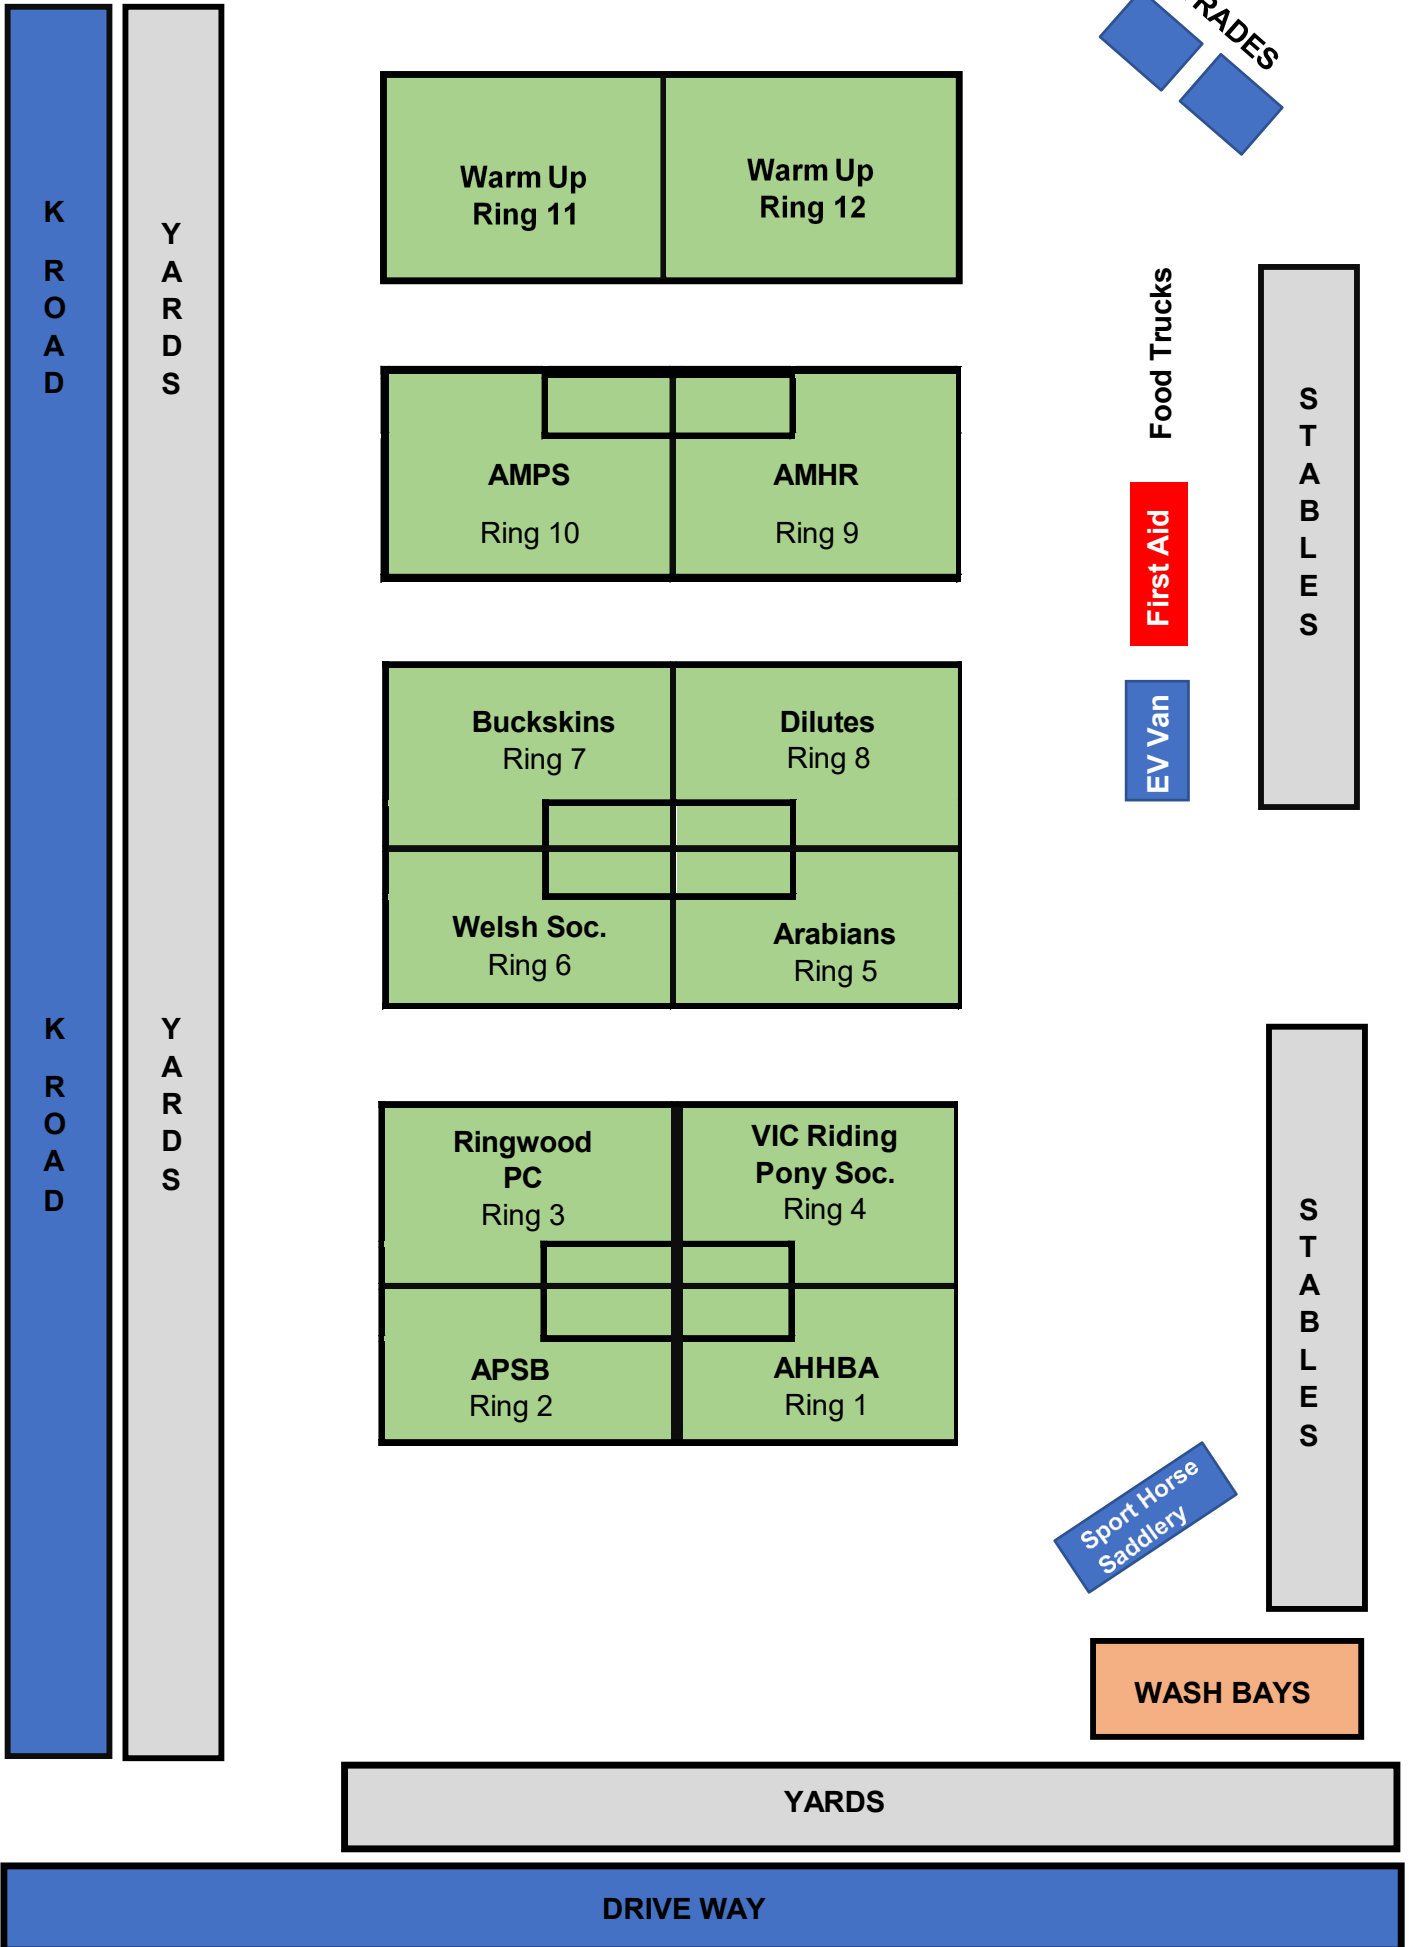 TRADES
Warm Up
Ring 11
Warm Up
Ring 12
K ROAD
YARDS
Food Trucks
STABLES
AMPS
Ring 10
AMHR
Ring 9
First Aid
EV Van
Buckskins
Ring 7
Dilutes
Ring 8
Welsh Soc.
Ring 6
Arabians
Ring 5
K ROAD
YARDS
Ringwood
PC
Ring 3
VIC Riding
Pony Soc.
Ring 4
STABLES
APSB
Ring 2
AHHBA
Ring 1
Sport Horse
Saddlery
WASH BAYS
YARDS
DRIVE WAY